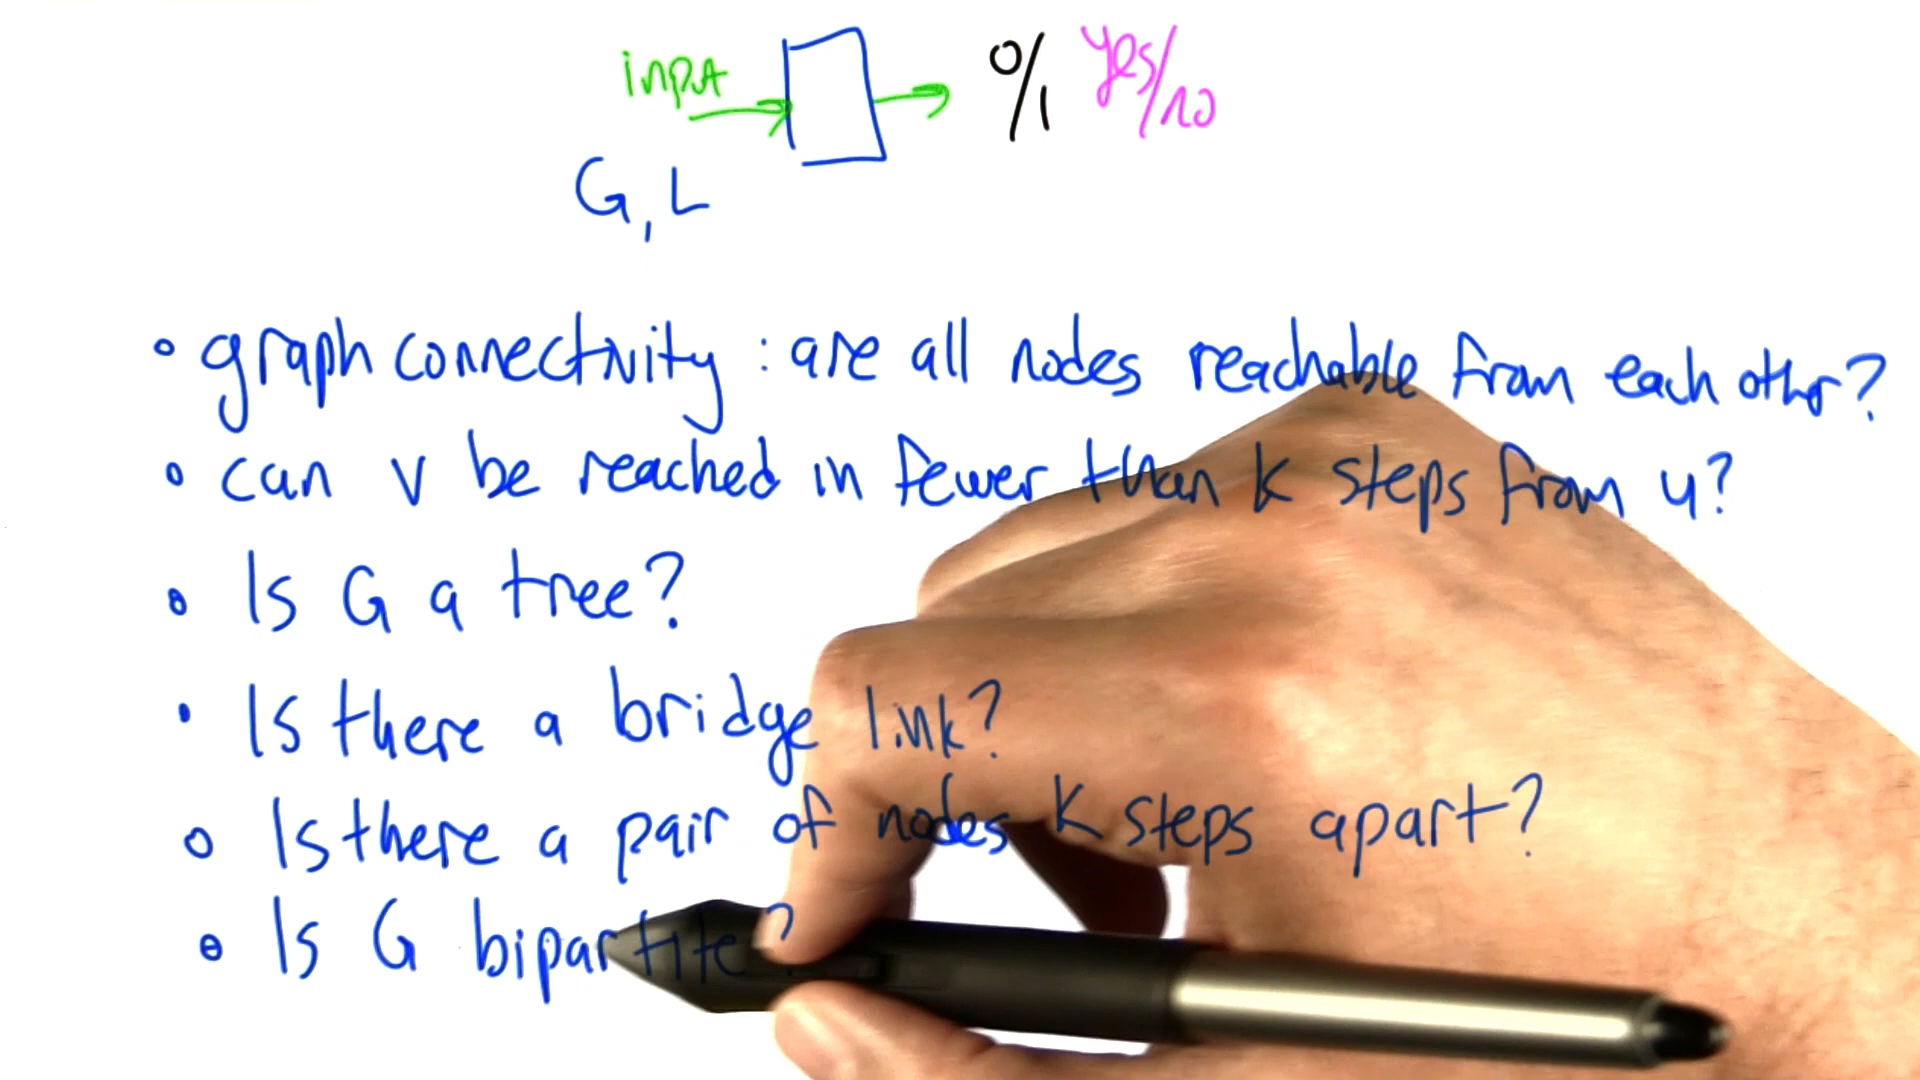 input 0/1 yes/no
G, L
• graph connectivity : are all nodes reachable from each other?
• can v be reached in fewer than k steps from u?
• Is G a tree?
• Is there a bridge link?
• Is there a pair of nodes k steps apart?
• Is G bipartite?